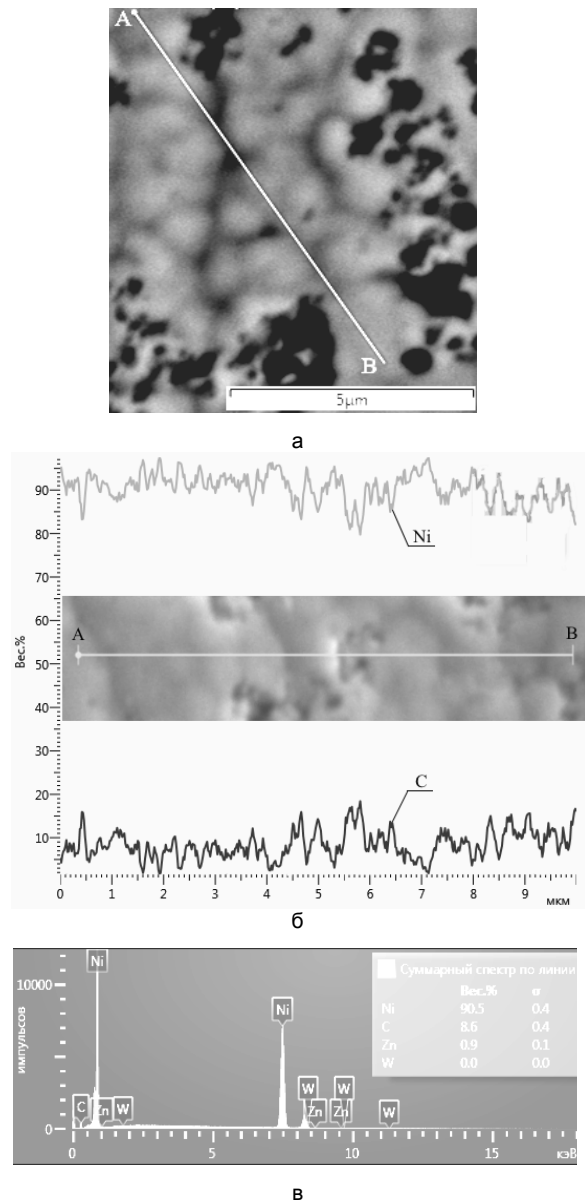 A
B
5µm
а
90
Ni
80
70
60
A
B
Вес.%
50
40
30
20
C
10
0 1 2 3 4 5 6 7 8 9
мкм
б
Ni
10000
Суммарный спектр по линии
Вес.% σ
Ni 90.5 0.4
C 8.6 0.4
Zn 0.9 0.1
W 0.0 0.0
импульсов
Ni
W W
C Zn W Zn Zn W
0
0 5 10 15 кэВ
в